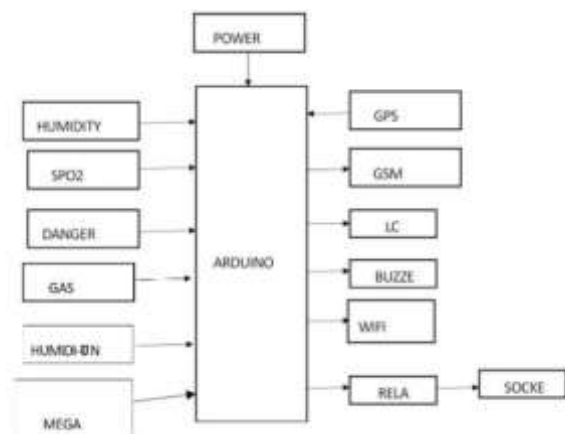 POWER
HUMIDITY
SPO2
DANGER
GAS
MEGA
ARDUINO
GPS
GSM
LC
BUZZE
WIFI
RELA
SOCKE